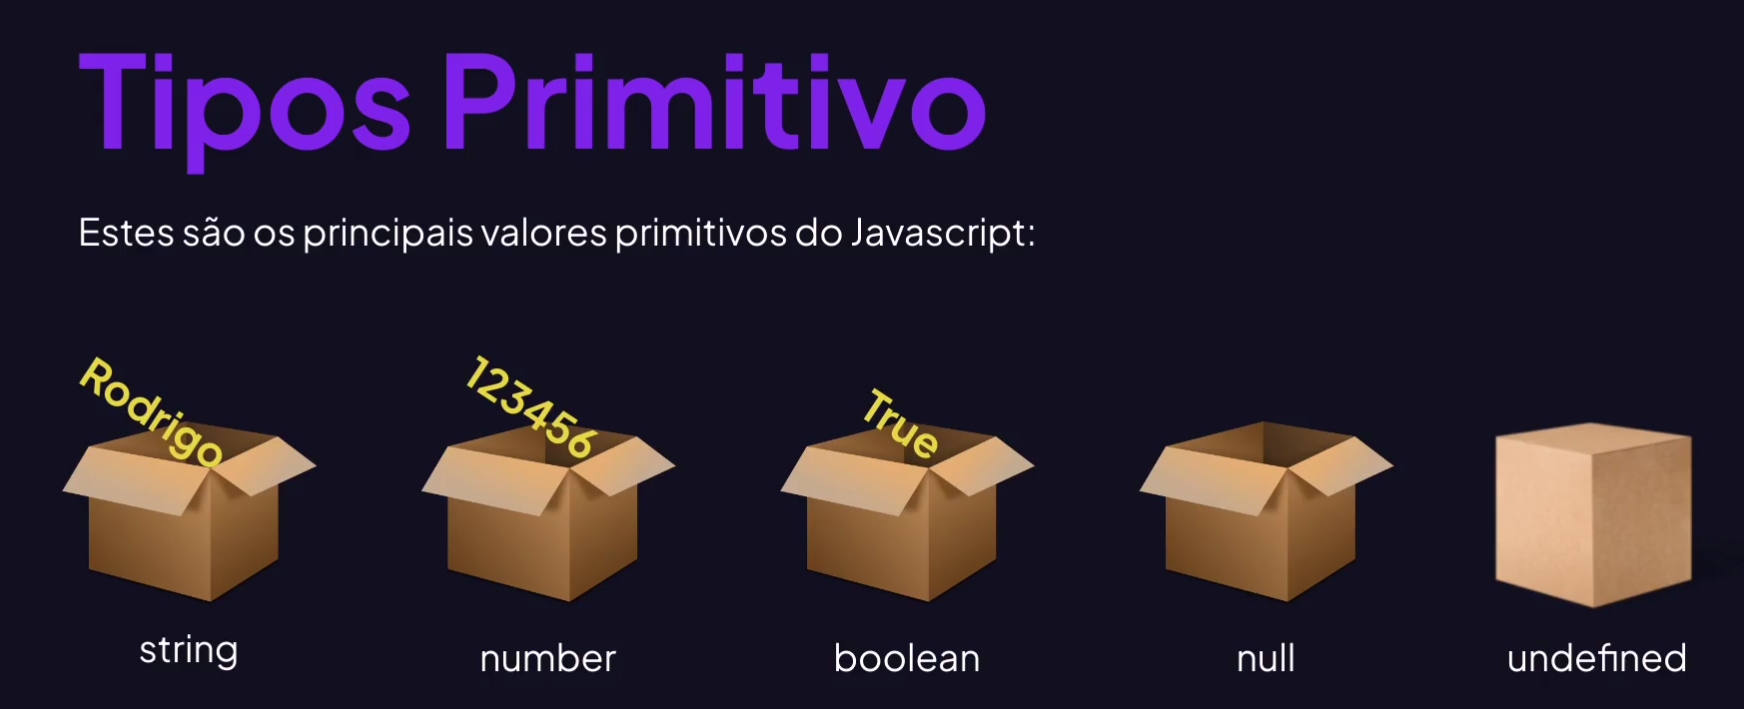 Tipos Primitivo
Estes são os principais valores primitivos do Javascript:
Rodrigo
123456
True
string
number
boolean
null
undefined